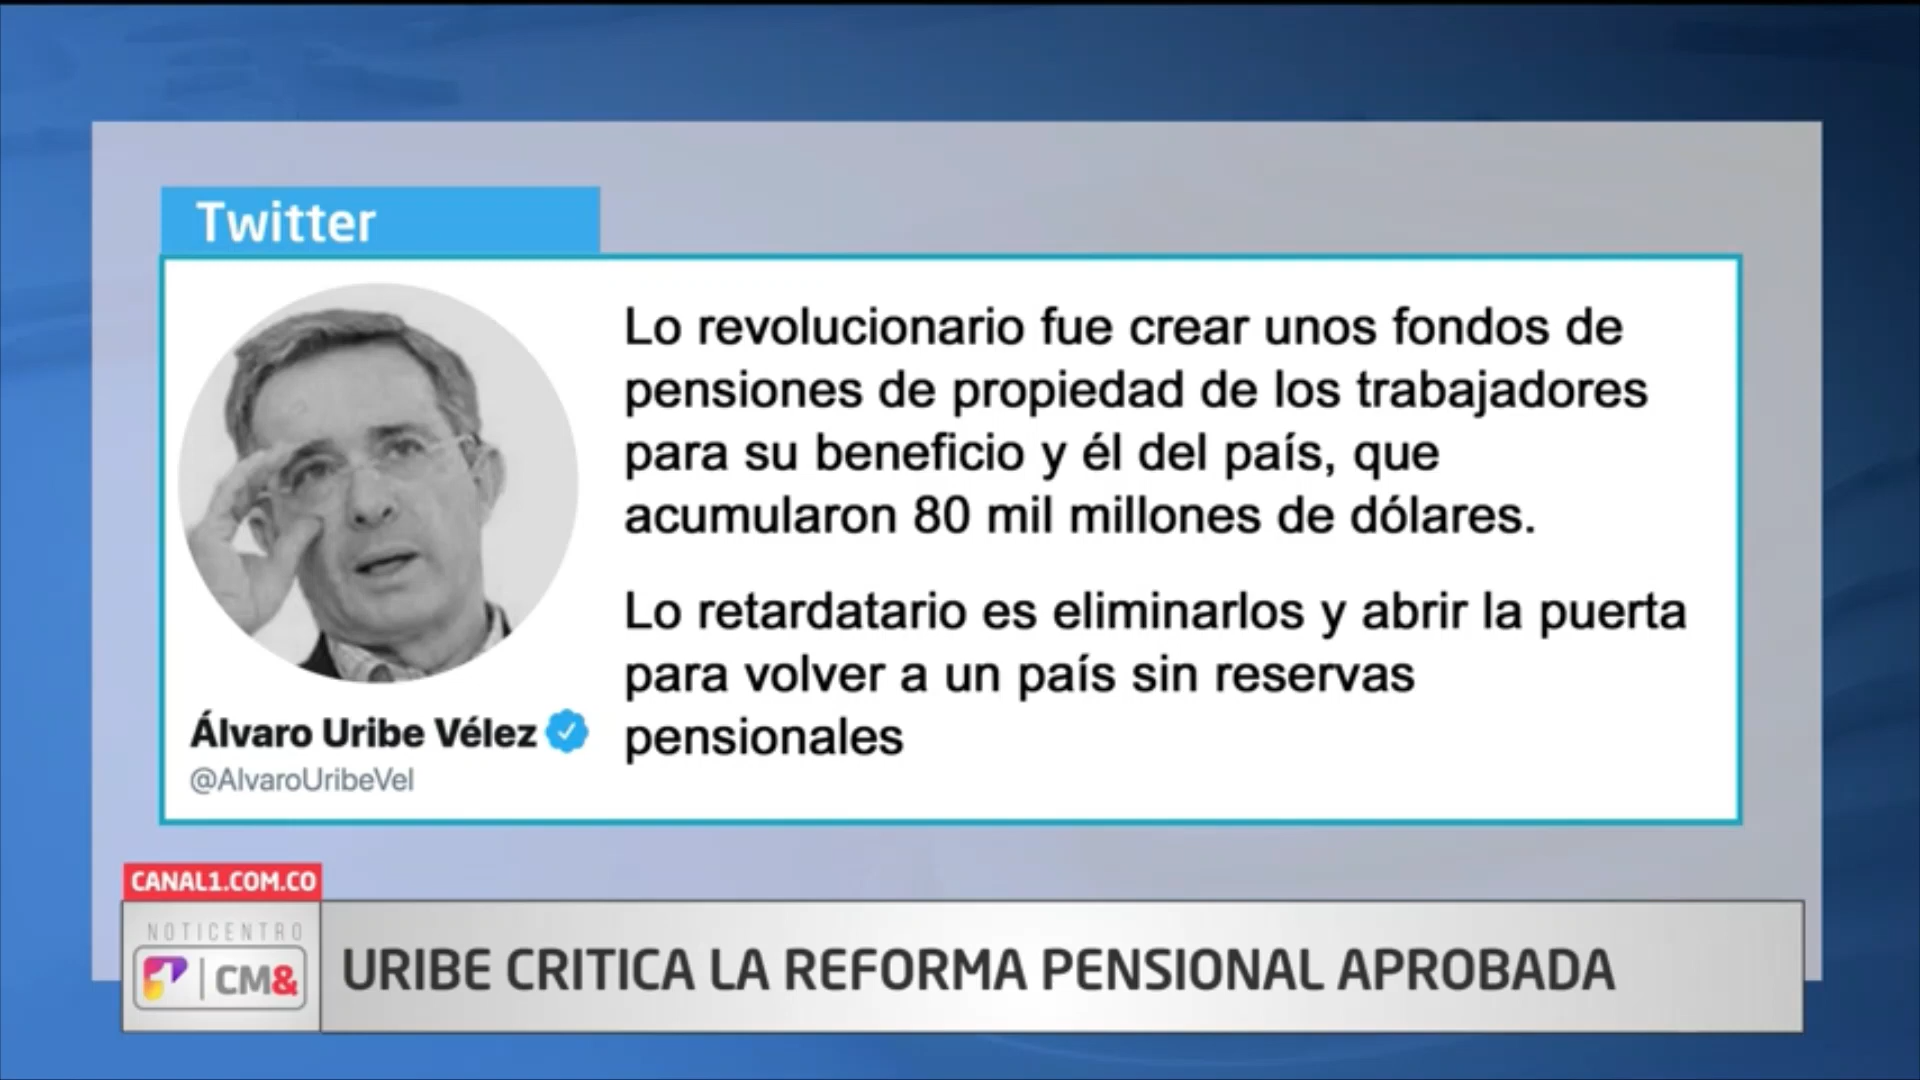 Twitter
Lo revolucionario fue crear unos fondos de
pensiones de propiedad de los trabajadores
para su beneficio y él del país, que
acumularon 80 mil millones de dólares.
Lo retardatario es eliminarlos y abrir la puerta
para volver a un país sin reservas
pensionales
Álvaro Uribe Vélez
@AlvaroUribeVel
CANAL1.COM.CO
NOTICENTRO
1 | CM&
URIBE CRITICA LA REFORMA PENSIONAL APROBADA